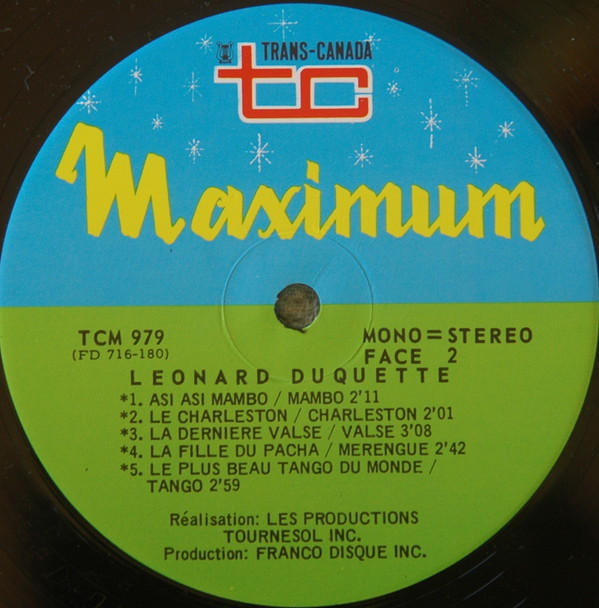 TRANS-CANADA
tc
Maximum
TCM 979
(FD 716-180)
MONO=STEREO
FACE 2
LEONARD DUQUETTE
*1. ASI ASI MAMBO / MAMBO 2'11
*2. LE CHARLESTON / CHARLESTON 2'01
*3. LA DERNIERE VALSE / VALSE 3'08
*4. LA FILLE DU PACHA / MERENGUE 2'42
*5. LE PLUS BEAU TANGO DU MONDE /
TANGO 2'59
Réalisation: LES PRODUCTIONS
TOURNESOL INC.
Production: FRANCO DISQUE INC.